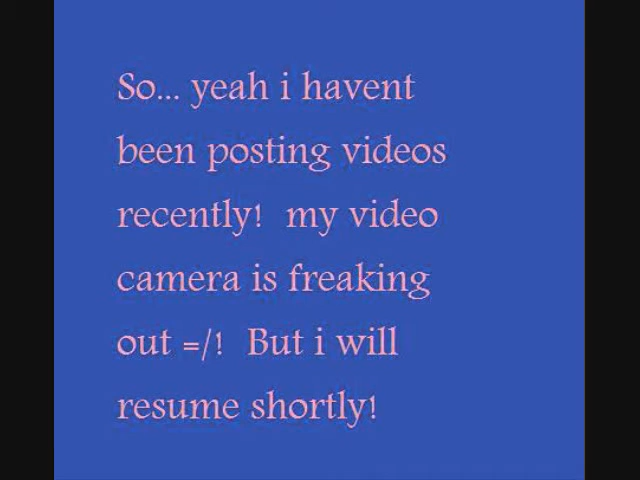 So... yeah i havent
been posting videos
recently!  my video
camera is freaking
out =/!  But i will
resume shortly!